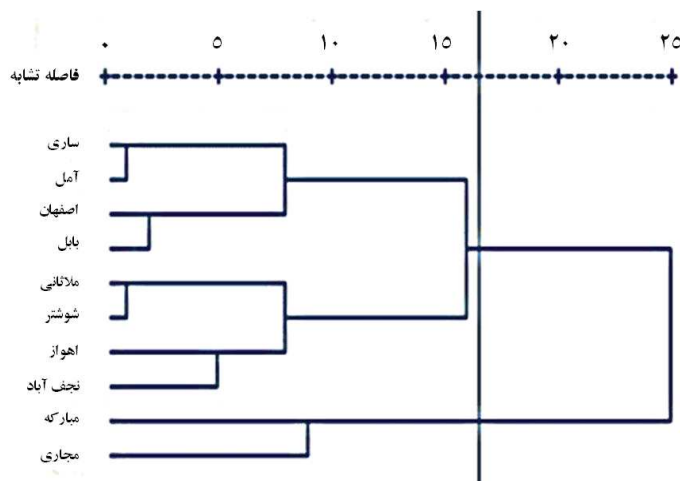 ۰ ۵ ۱۰ ۱۵ ۲۰ ۲۵
فاصله تشابه
ساری
آمل
اصفهان
بابل
ملاثانی
شوشتر
اهواز
نجف آباد
مبارکه
مجاری